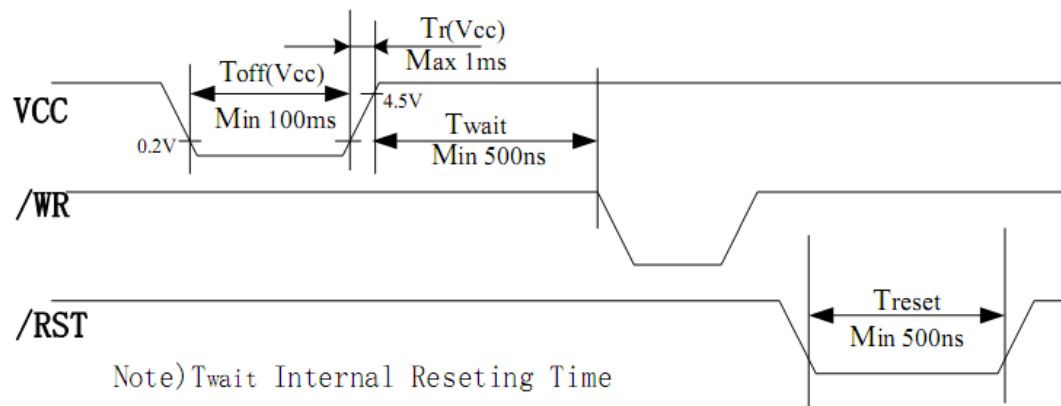 Tr(Vcc)
Max 1ms
Toff(Vcc)
VCC
4.5V
Min 100ms
Twait
0.2V
Min 500ns
/WR
Treset
/RST
Min 500ns
Note)Twait Internal Reseting Time